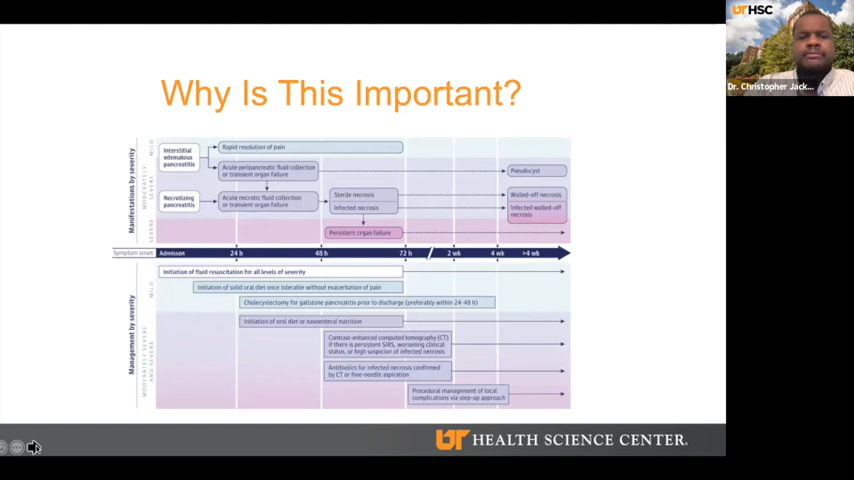 UTHSC
Dr. Christopher Jack...
Why Is This Important?
Manifestations by severity
MILD
MODERATELY SEVERE
SEVERE
Interstitial
edematous
pancreatitis
Rapid resolution of pain
Acute peripancreatic fluid collection
or transient organ failure
Pseudocyst
Necrotizing
pancreatitis
Acute necrotic fluid collection
or transient organ failure
Sterile necrosis
Infected necrosis
Walled-off necrosis
Infected walled-off
necrosis
Persistent organ failure
Symptom onset
Admission
24 h
48 h
72 h
2 wk
4 wk
>4 wk
Management by severity
MILD
MODERATELY SEVERE
AND SEVERE
Initiation of fluid resuscitation for all levels of severity
Initiation of solid oral diet once tolerable without exacerbation of pain
Cholecystectomy for gallstone pancreatitis prior to discharge (preferably within 24-48 h)
Initiation of oral diet or nasoenteral nutrition
Contrast-enhanced computed tomography (CT)
if there is persistent SIRS, worsening clinical
status, or high suspicion of infected necrosis
Antibiotics for infected necrosis confirmed
by CT or fine-needle aspiration
Procedural management of local
complications via step-up approach
UT HEALTH SCIENCE CENTER.